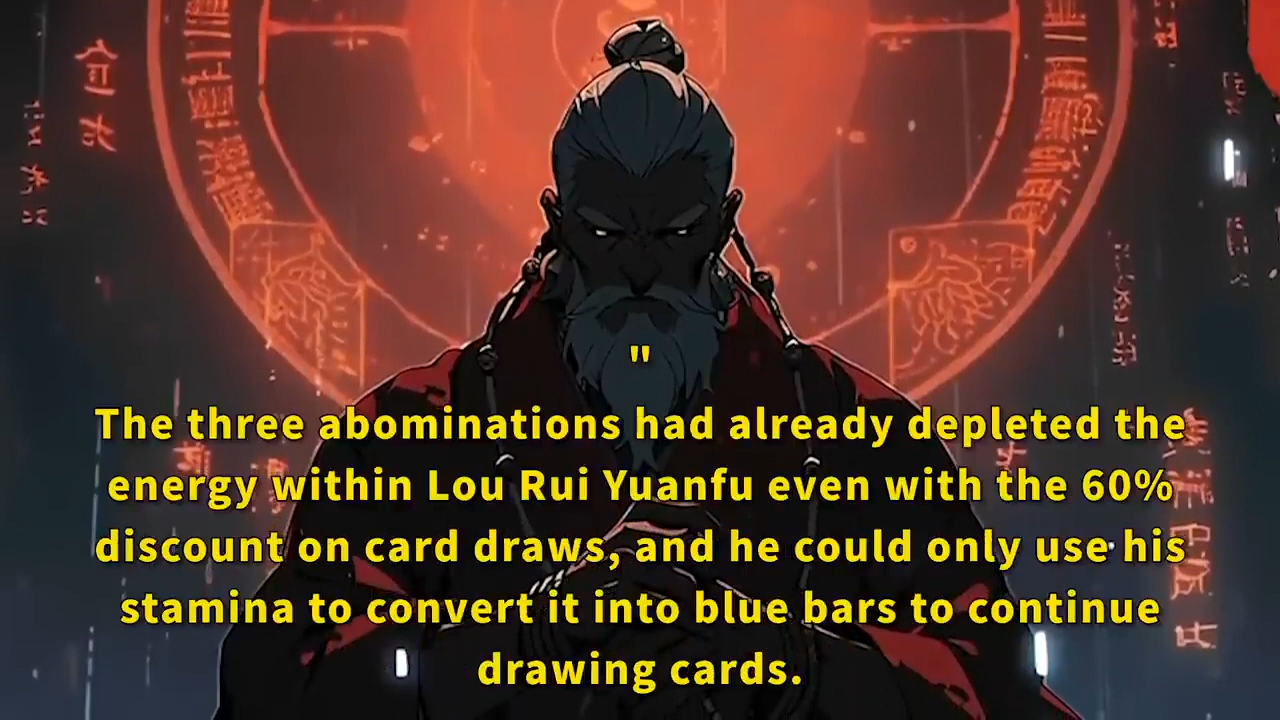 "
The three abominations had already depleted the
energy within Lou Rui Yuanfu even with the 60%
discount on card draws, and he could only use his
stamina to convert it into blue bars to continue
drawing cards.